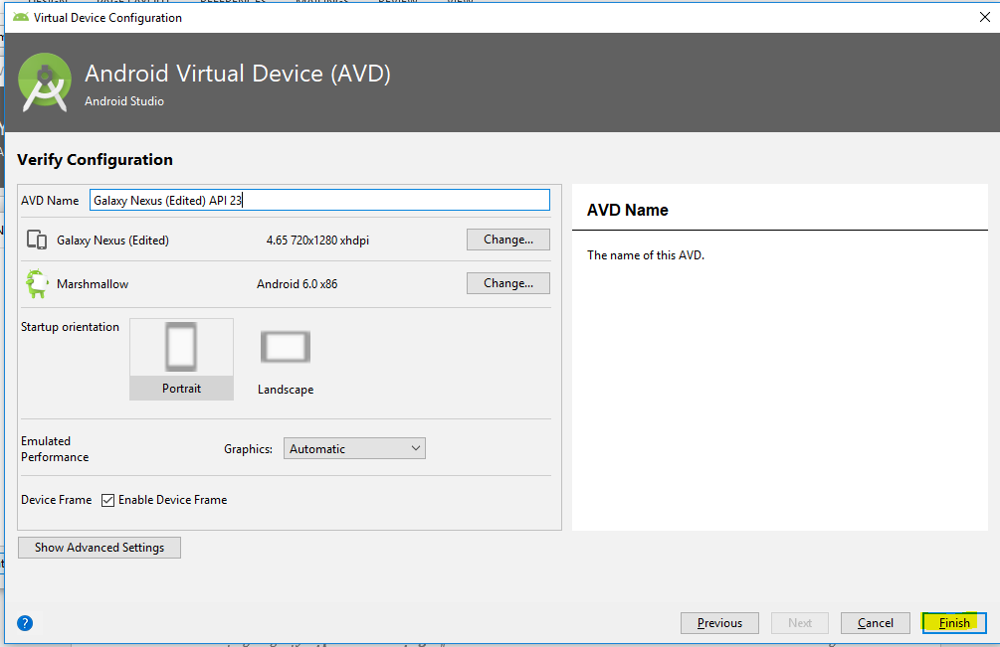 Virtual Device Configuration
Android Virtual Device (AVD)
Android Studio
Verify Configuration
AVD Name Galaxy Nexus (Edited) API 23
Galaxy Nexus (Edited) 4.65 720x1280 xhdpi Change...
Marshmallow Android 6.0 x86 Change...
Startup orientation
Portrait
Landscape
Emulated
Performance
Graphics: Automatic
Device Frame Enable Device Frame
Show Advanced Settings
AVD Name
The name of this AVD.
?
Previous Next Cancel Finish